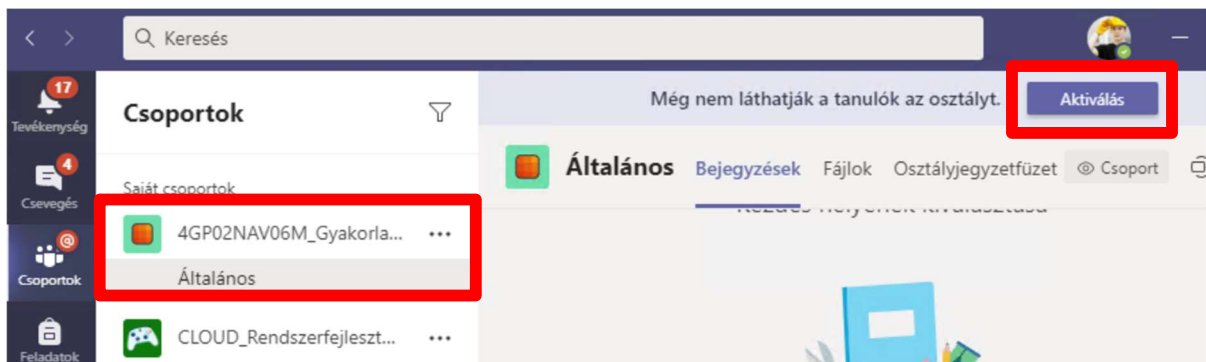 Keresés
17
Tevékenység
4
Csevegés
@
Csoportok
Feladatok
Csoportok
Saját csoportok
4GP02NAV06M_Gyakorla...
Általános
CLOUD_Rendszerfejleszt...
Még nem láthatják a tanulók az osztályt.
Aktiválás
Általános Bejegyzések Fájlok Osztályjegyzetfüzet Csoport